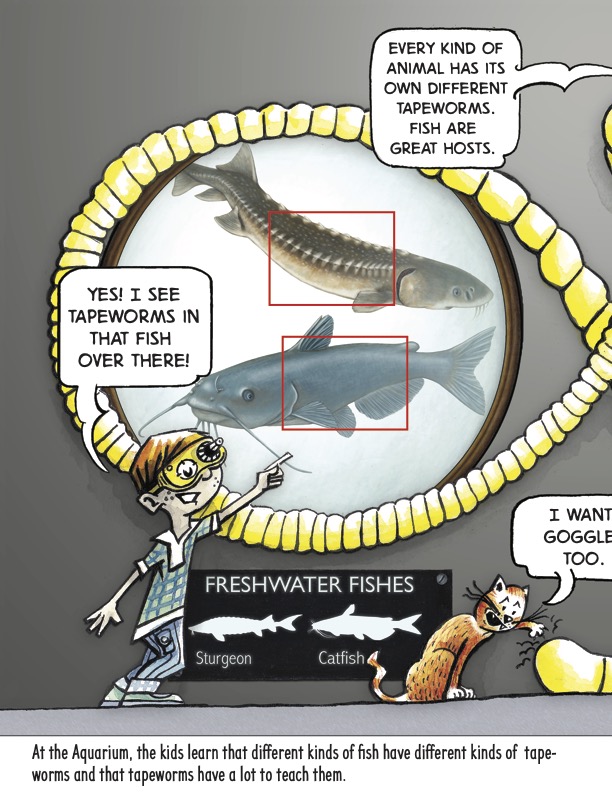 EVERY KIND OF
ANIMAL HAS ITS
OWN DIFFERENT
TAPEWORMS.
FISH ARE
GREAT HOSTS.
YES! I SEE
TAPEWORMS IN
THAT FISH
OVER THERE!
I WANT
GOGGLE
TOO.
FRESHWATER FISHES
Sturgeon
Catfish
At the Aquarium, the kids learn that different kinds of fish have different kinds of tape-
worms and that tapeworms have a lot to teach them.